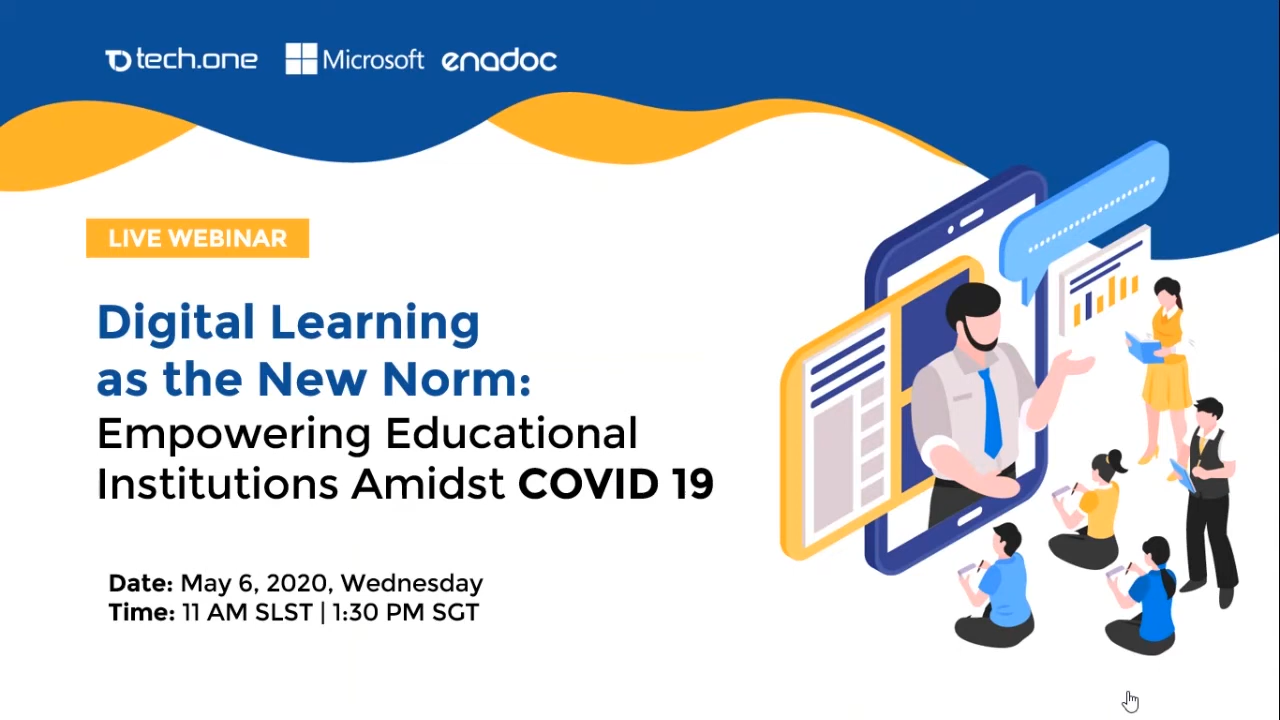 tech.one Microsoft enadoc
LIVE WEBINAR
Digital Learning
as the New Norm:
Empowering Educational
Institutions Amidst COVID 19
Date: May 6, 2020, Wednesday
Time: 11 AM SLST | 1:30 PM SGT